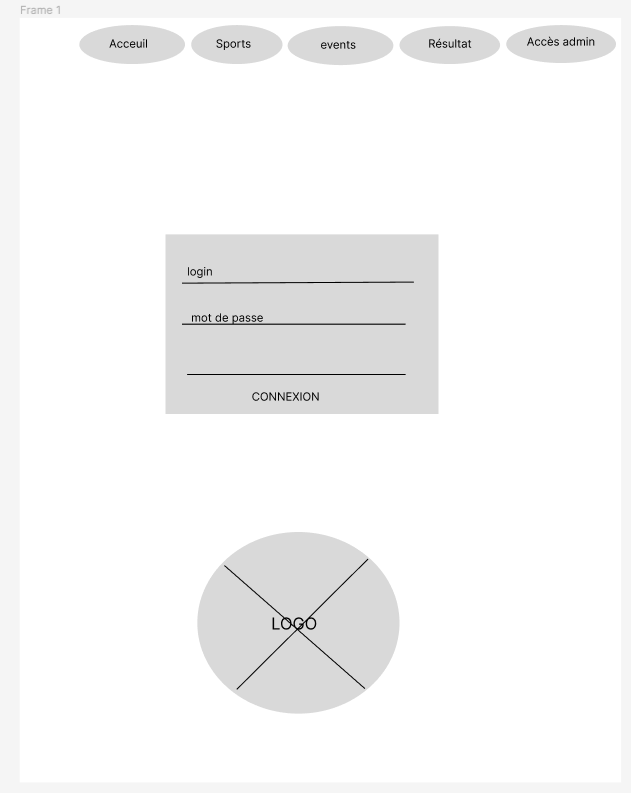 Frame 1
Acceuil Sports events Résultat Accès admin
login
mot de passe
CONNEXION
LOGO